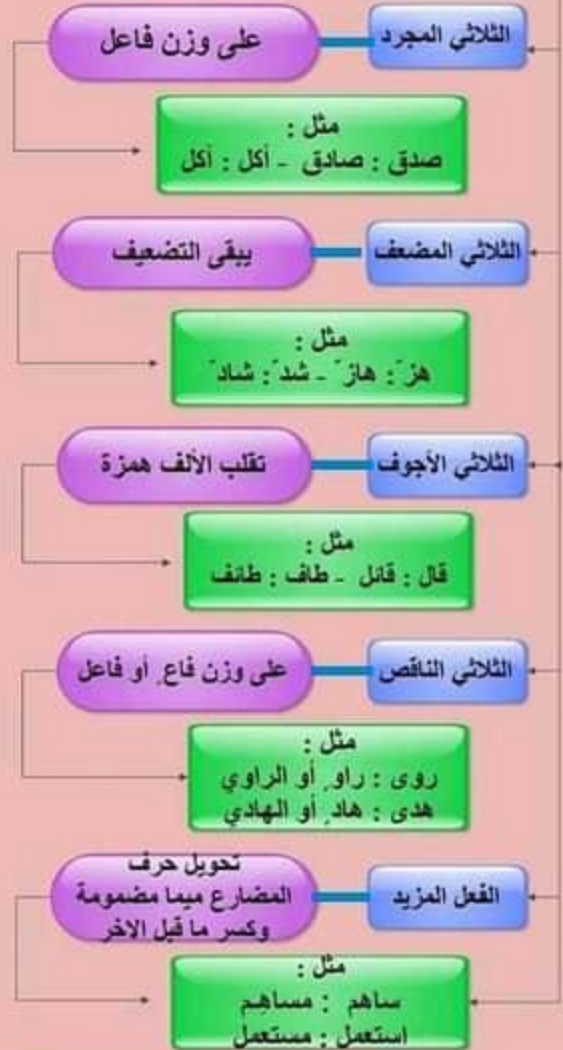 الثلاثي المجرد
على وزن فاعل
مثل :
صدق : صادق - أكل : أكل
الثلاثي المضعف
يبقى التضعيف
مثل :
هزّ : هازّ - شدّ : شادّ
الثلاثي الأجوف
تقلب الألف همزة
مثل :
قال : قائل - طاف : طائف
الثلاثي الناقص
على وزن فاعٍ أو فاعل
مثل :
روى : راوٍ أو الراوي
هدى : هادٍ أو الهادي
الفعل المزيد
تحويل حرف
المضارع ميما مضمومة
وكسر ما قبل الاخر
مثل :
ساهم : مساهِم
استعمل : مستعمل